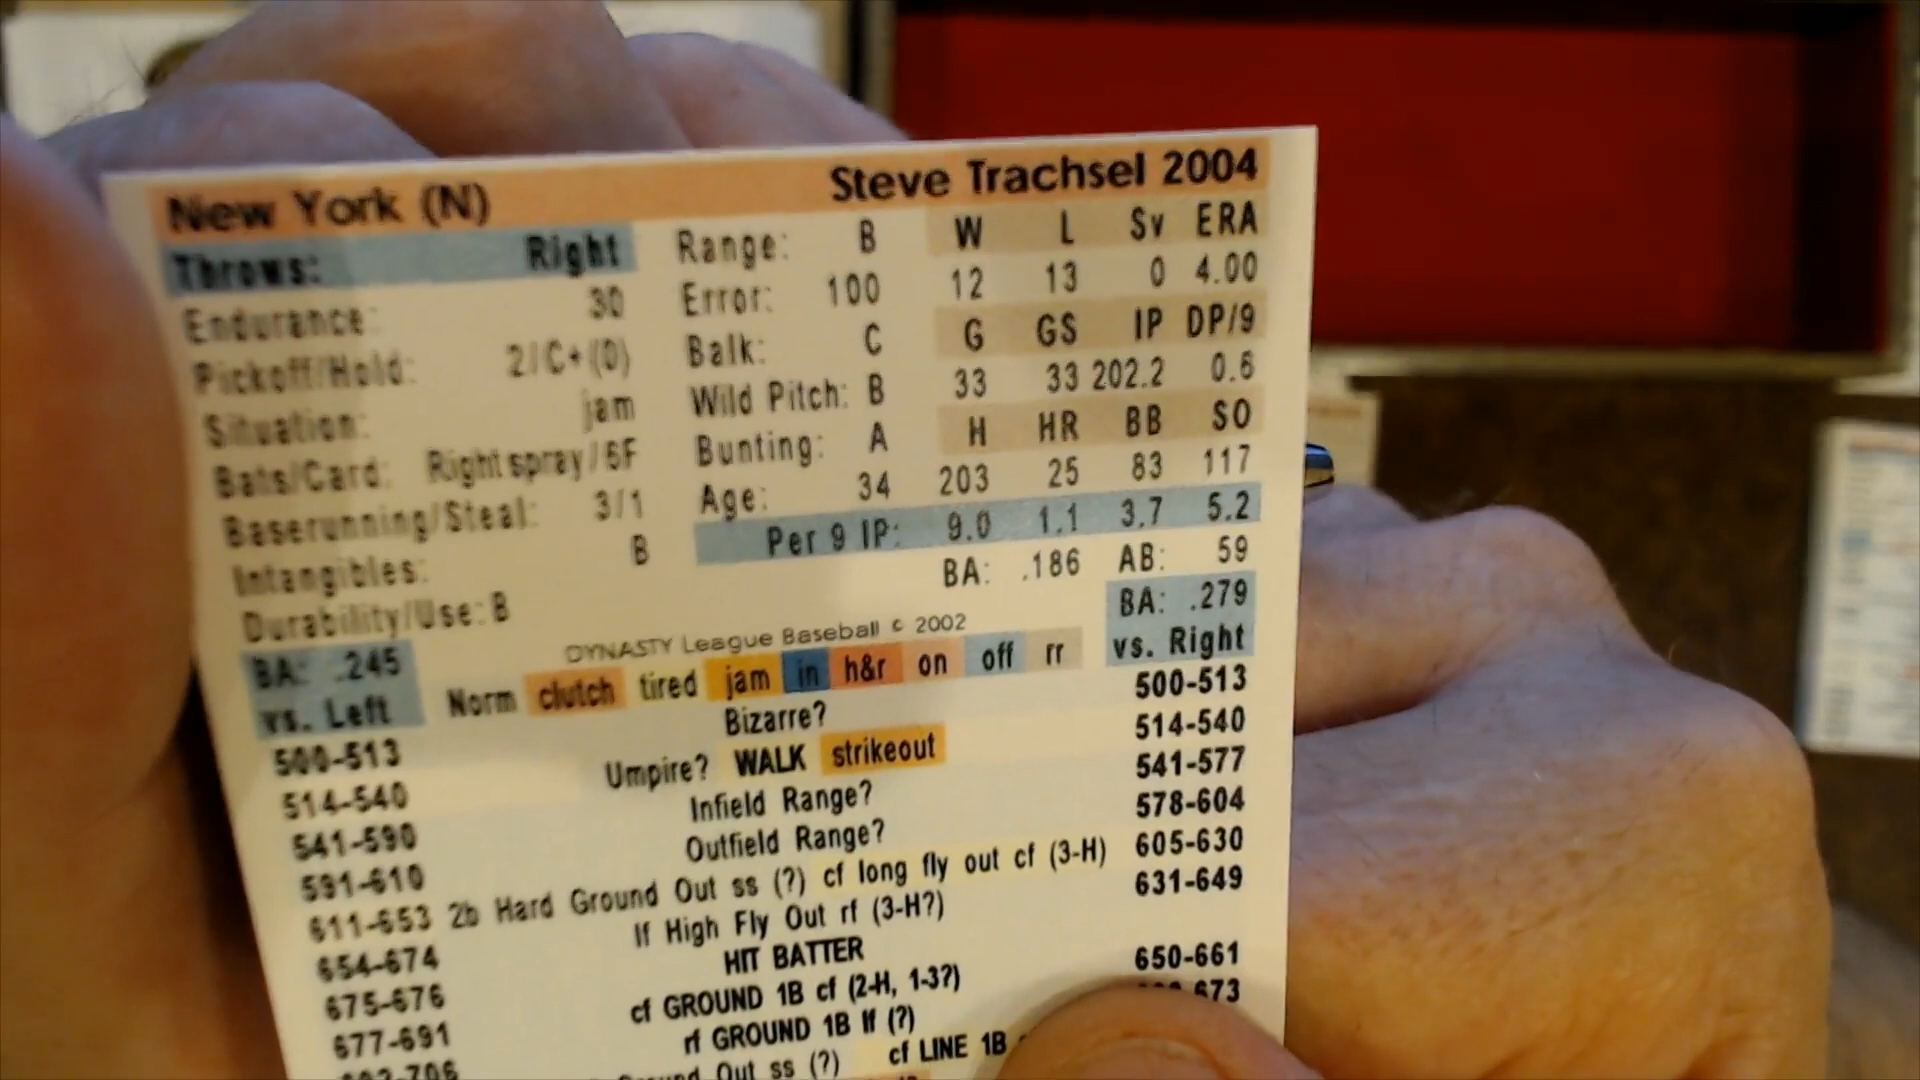 New York (N) Steve Trachsel 2004
Throws: Right Range: B W L Sv ERA
Endurance: 30 Error: 100 12 13 0 4.00
Pickoff/Hold: 2/C+(0) Balk: C G GS IP DP/9
Situation: jam Wild Pitch: B 33 33 202.2 0.6
Bats/Card: Right spray/5F Bunting: A H HR BB SO
Baserunning/Steal: 3/1 Age: 34 203 25 83 117
Intangibles: B Per 9 IP: 9.0 1.1 3.7 5.2
Durability/Use: B BA: .186 AB: 59
DYNASTY League Baseball © 2002 BA: .279
BA: .245 vs. Right
vs. Left Norm clutch tired jam in h&r on off rr
500-513 Bizarre? 500-513
514-540 Umpire? WALK strikeout 514-540
541-590 Infield Range? 541-577
591-610 Outfield Range? 578-604
611-653 2b Hard Ground Out ss (?) cf long fly out cf (3-H) 605-630
654-674 lf High Fly Out rf (3-H?) 631-649
675-676 HIT BATTER
677-691 cf GROUND 1B cf (2-H, 1-3?) 650-661
rf GROUND 1B lf (?) 673
Out ss (?) cf LINE 1B